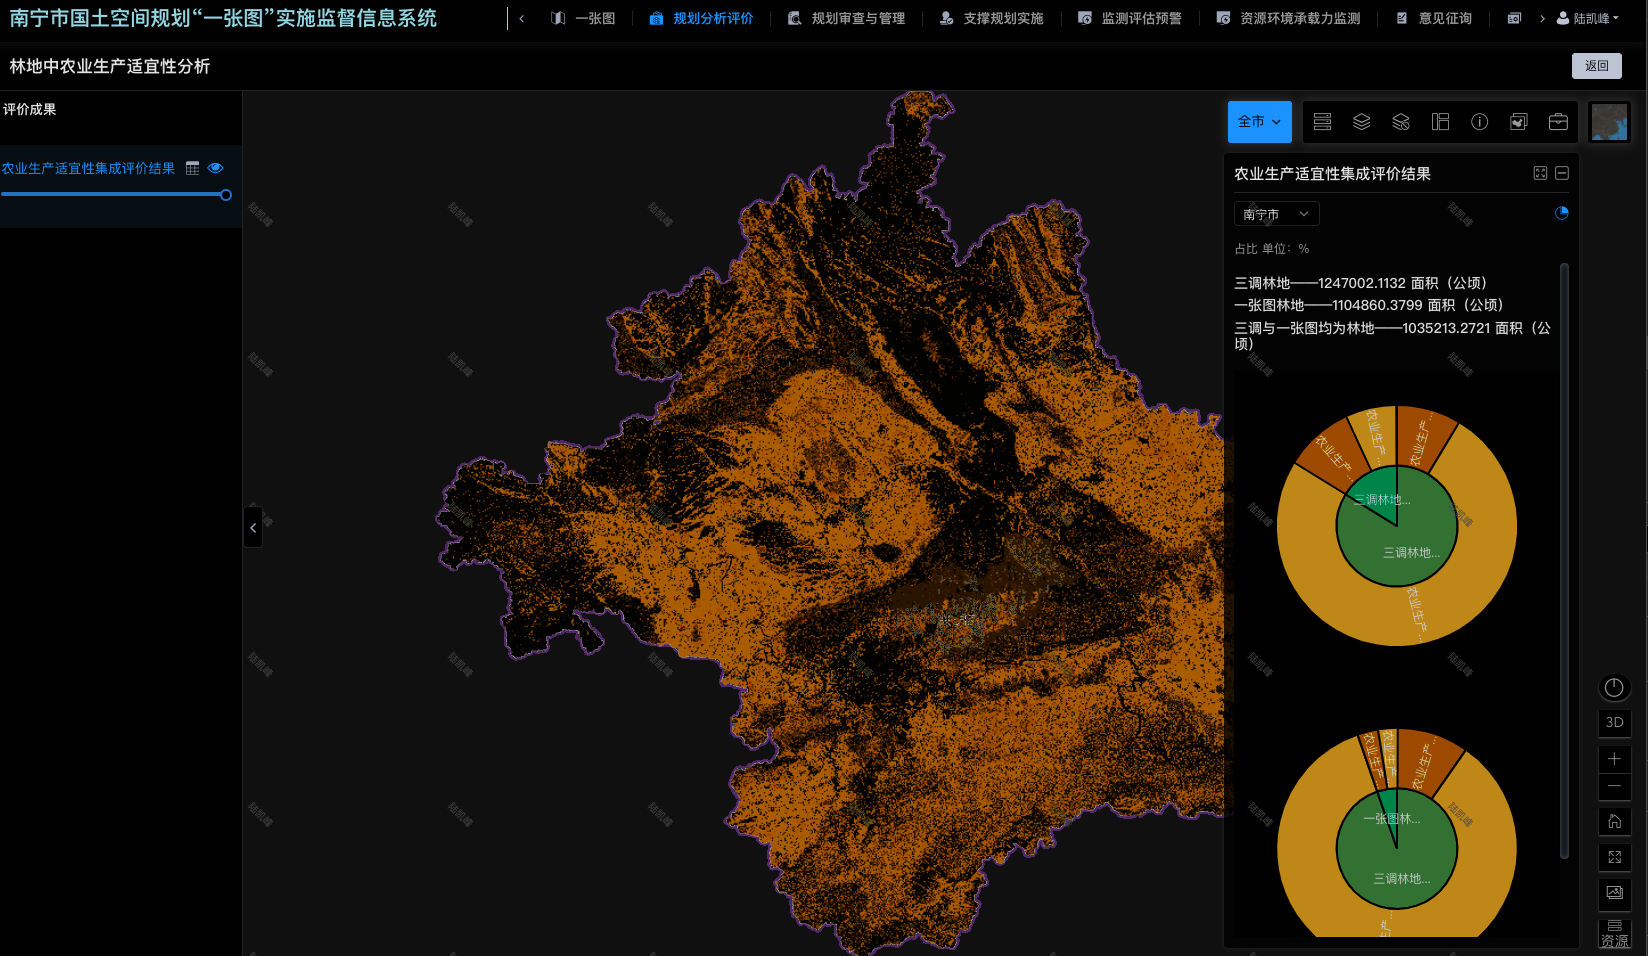 南宁市国土空间规划“一张图”实施监督信息系统
一张图
规划分析评价
规划审查与管理
支撑规划实施
监测评估预警
资源环境承载力监测
意见征询
陆凯峰
林地中农业生产适宜性分析
返回
评价成果
农业生产适宜性集成评价结果
全市
农业生产适宜性集成评价结果
南宁市
占比 单位：%
三调林地——1247002.1132 面积（公顷）
一张图林地——1104860.3799 面积（公顷）
三调与一张图均为林地——1035213.2721 面积（公
顷）
农业生产...
农业生产...
农业生产...
三调林地...
三调林地...
农业生产...
农业生产...
农业生产...
农业生产...
一张图林...
三调林地...
3D
资源
陆凯峰